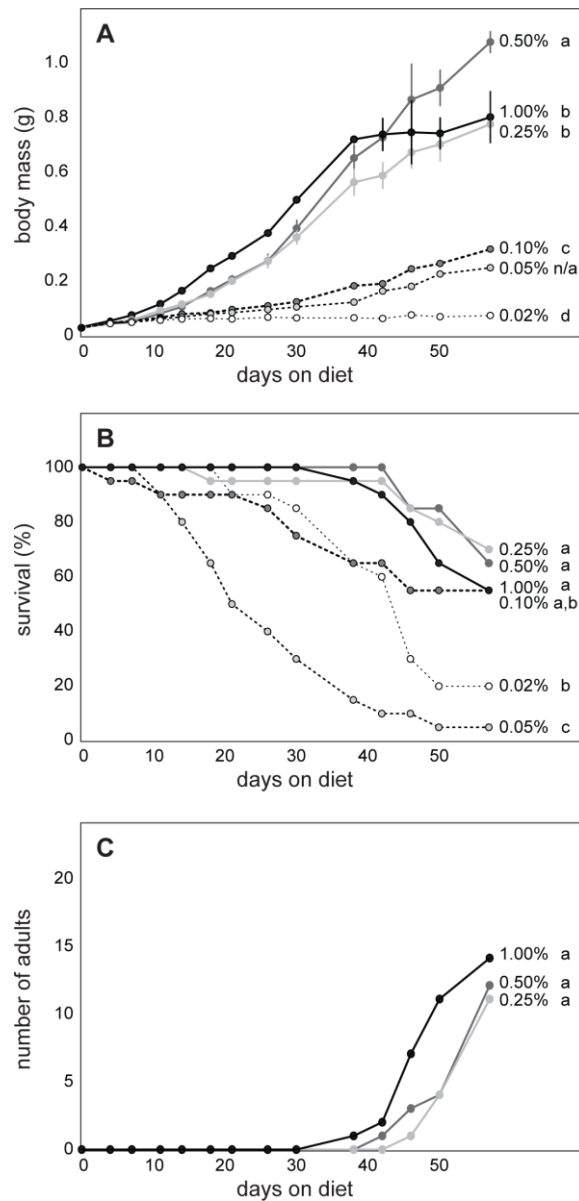 A
1.0
0.8
0.6
0.4
0.2
0
body mass (g)
0.50% a
1.00% b
0.25% b
0.10% c
0.05% n/a
0.02% d
0 10 20 30 40 50
days on diet
B
100
80
60
40
20
0
survival (%)
0.25% a
0.50% a
1.00% a
0.10% a,b
0.02% b
0.05% c
0 10 20 30 40 50
days on diet
C
20
15
10
5
0
number of adults
1.00% a
0.50% a
0.25% a
0 10 20 30 40 50
days on diet